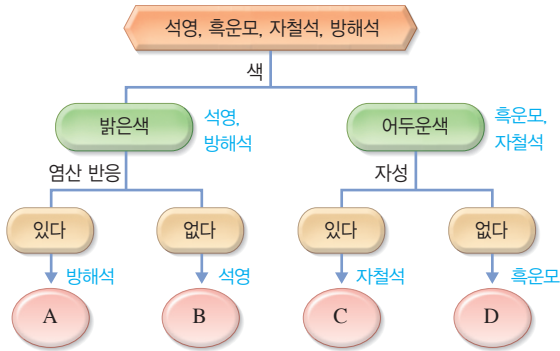 석영, 흑운모, 자철석, 방해석
색
밝은색
석영,
방해석
어두운색
흑운모,
자철석
염산 반응
자성
있다
없다
있다
없다
방해석
석영
자철석
흑운모
A
B
C
D